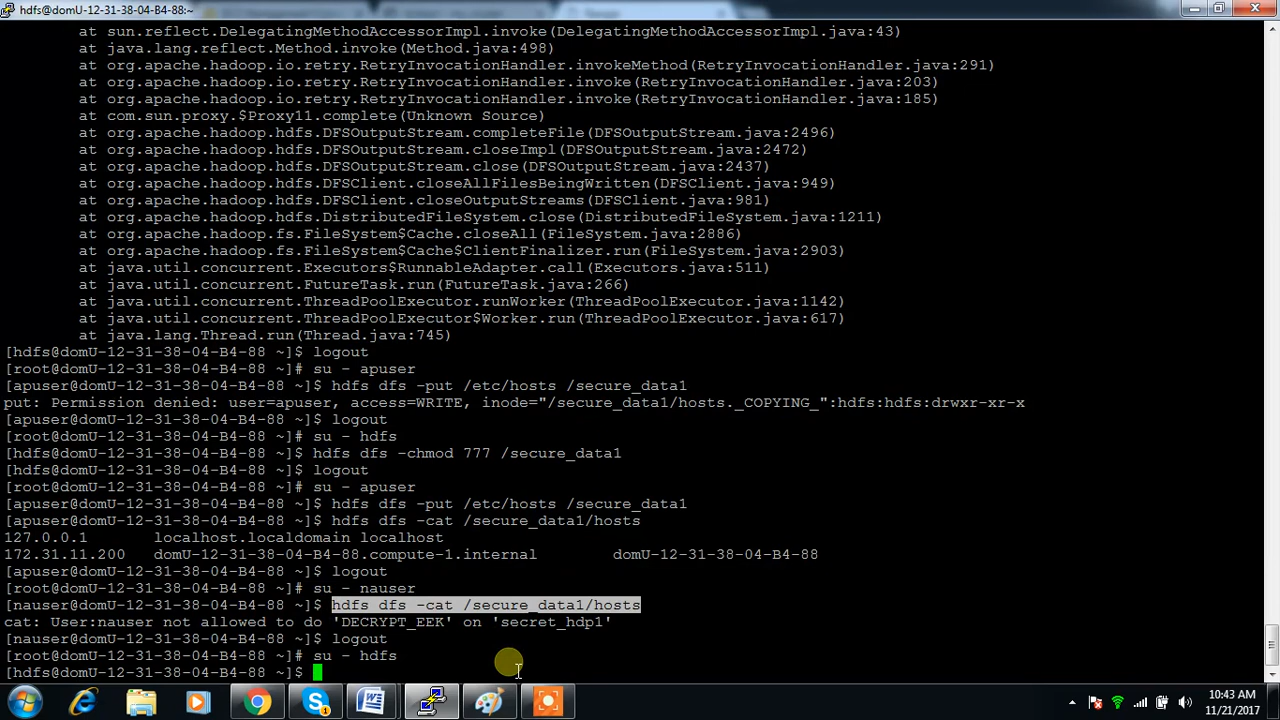 hdfs@domU-12-31-38-04-B4-88:~
at sun.reflect.DelegatingMethodAccessorImpl.invoke(DelegatingMethodAccessorImpl.java:43)
at java.lang.reflect.Method.invoke(Method.java:498)
at org.apache.hadoop.io.retry.RetryInvocationHandler.invokeMethod(RetryInvocationHandler.java:291)
at org.apache.hadoop.io.retry.RetryInvocationHandler.invoke(RetryInvocationHandler.java:203)
at org.apache.hadoop.io.retry.RetryInvocationHandler.invoke(RetryInvocationHandler.java:185)
at com.sun.proxy.$Proxy11.complete(Unknown Source)
at org.apache.hadoop.hdfs.DFSOutputStream.completeFile(DFSOutputStream.java:2496)
at org.apache.hadoop.hdfs.DFSOutputStream.closeImpl(DFSOutputStream.java:2472)
at org.apache.hadoop.hdfs.DFSOutputStream.close(DFSOutputStream.java:2437)
at org.apache.hadoop.hdfs.DFSClient.closeAllFilesBeingWritten(DFSClient.java:949)
at org.apache.hadoop.hdfs.DFSClient.closeOutputStreams(DFSClient.java:981)
at org.apache.hadoop.hdfs.DistributedFileSystem.close(DistributedFileSystem.java:1211)
at org.apache.hadoop.fs.FileSystem$Cache.closeAll(FileSystem.java:2886)
at org.apache.hadoop.fs.FileSystem$Cache$ClientFinalizer.run(FileSystem.java:2903)
at java.util.concurrent.Executors$RunnableAdapter.call(Executors.java:511)
at java.util.concurrent.FutureTask.run(FutureTask.java:266)
at java.util.concurrent.ThreadPoolExecutor.runWorker(ThreadPoolExecutor.java:1142)
at java.util.concurrent.ThreadPoolExecutor$Worker.run(ThreadPoolExecutor.java:617)
at java.lang.Thread.run(Thread.java:745)
[hdfs@domU-12-31-38-04-B4-88 ~]$ logout
[root@domU-12-31-38-04-B4-88 ~]# su - apuser
[apuser@domU-12-31-38-04-B4-88 ~]$ hdfs dfs -put /etc/hosts /secure_data1
put: Permission denied: user=apuser, access=WRITE, inode="/secure_data1/hosts._COPYING_":hdfs:hdfs:drwxr-xr-x
[apuser@domU-12-31-38-04-B4-88 ~]$ logout
[root@domU-12-31-38-04-B4-88 ~]# su - hdfs
[hdfs@domU-12-31-38-04-B4-88 ~]$ hdfs dfs -chmod 777 /secure_data1
[hdfs@domU-12-31-38-04-B4-88 ~]$ logout
[root@domU-12-31-38-04-B4-88 ~]# su - apuser
[apuser@domU-12-31-38-04-B4-88 ~]$ hdfs dfs -put /etc/hosts /secure_data1
[apuser@domU-12-31-38-04-B4-88 ~]$ hdfs dfs -cat /secure_data1/hosts
127.0.0.1 localhost.localdomain localhost
172.31.11.200 domU-12-31-38-04-B4-88.compute-1.internal domU-12-31-38-04-B4-88
[apuser@domU-12-31-38-04-B4-88 ~]$ logout
[root@domU-12-31-38-04-B4-88 ~]# su - nauser
[nauser@domU-12-31-38-04-B4-88 ~]$ hdfs dfs -cat /secure_data1/hosts
cat: User:nauser not allowed to do 'DECRYPT_EEK' on 'secret_hdp1'
[nauser@domU-12-31-38-04-B4-88 ~]$ logout
[root@domU-12-31-38-04-B4-88 ~]# su - hdfs
[hdfs@domU-12-31-38-04-B4-88 ~]$
10:43 AM
11/21/2017